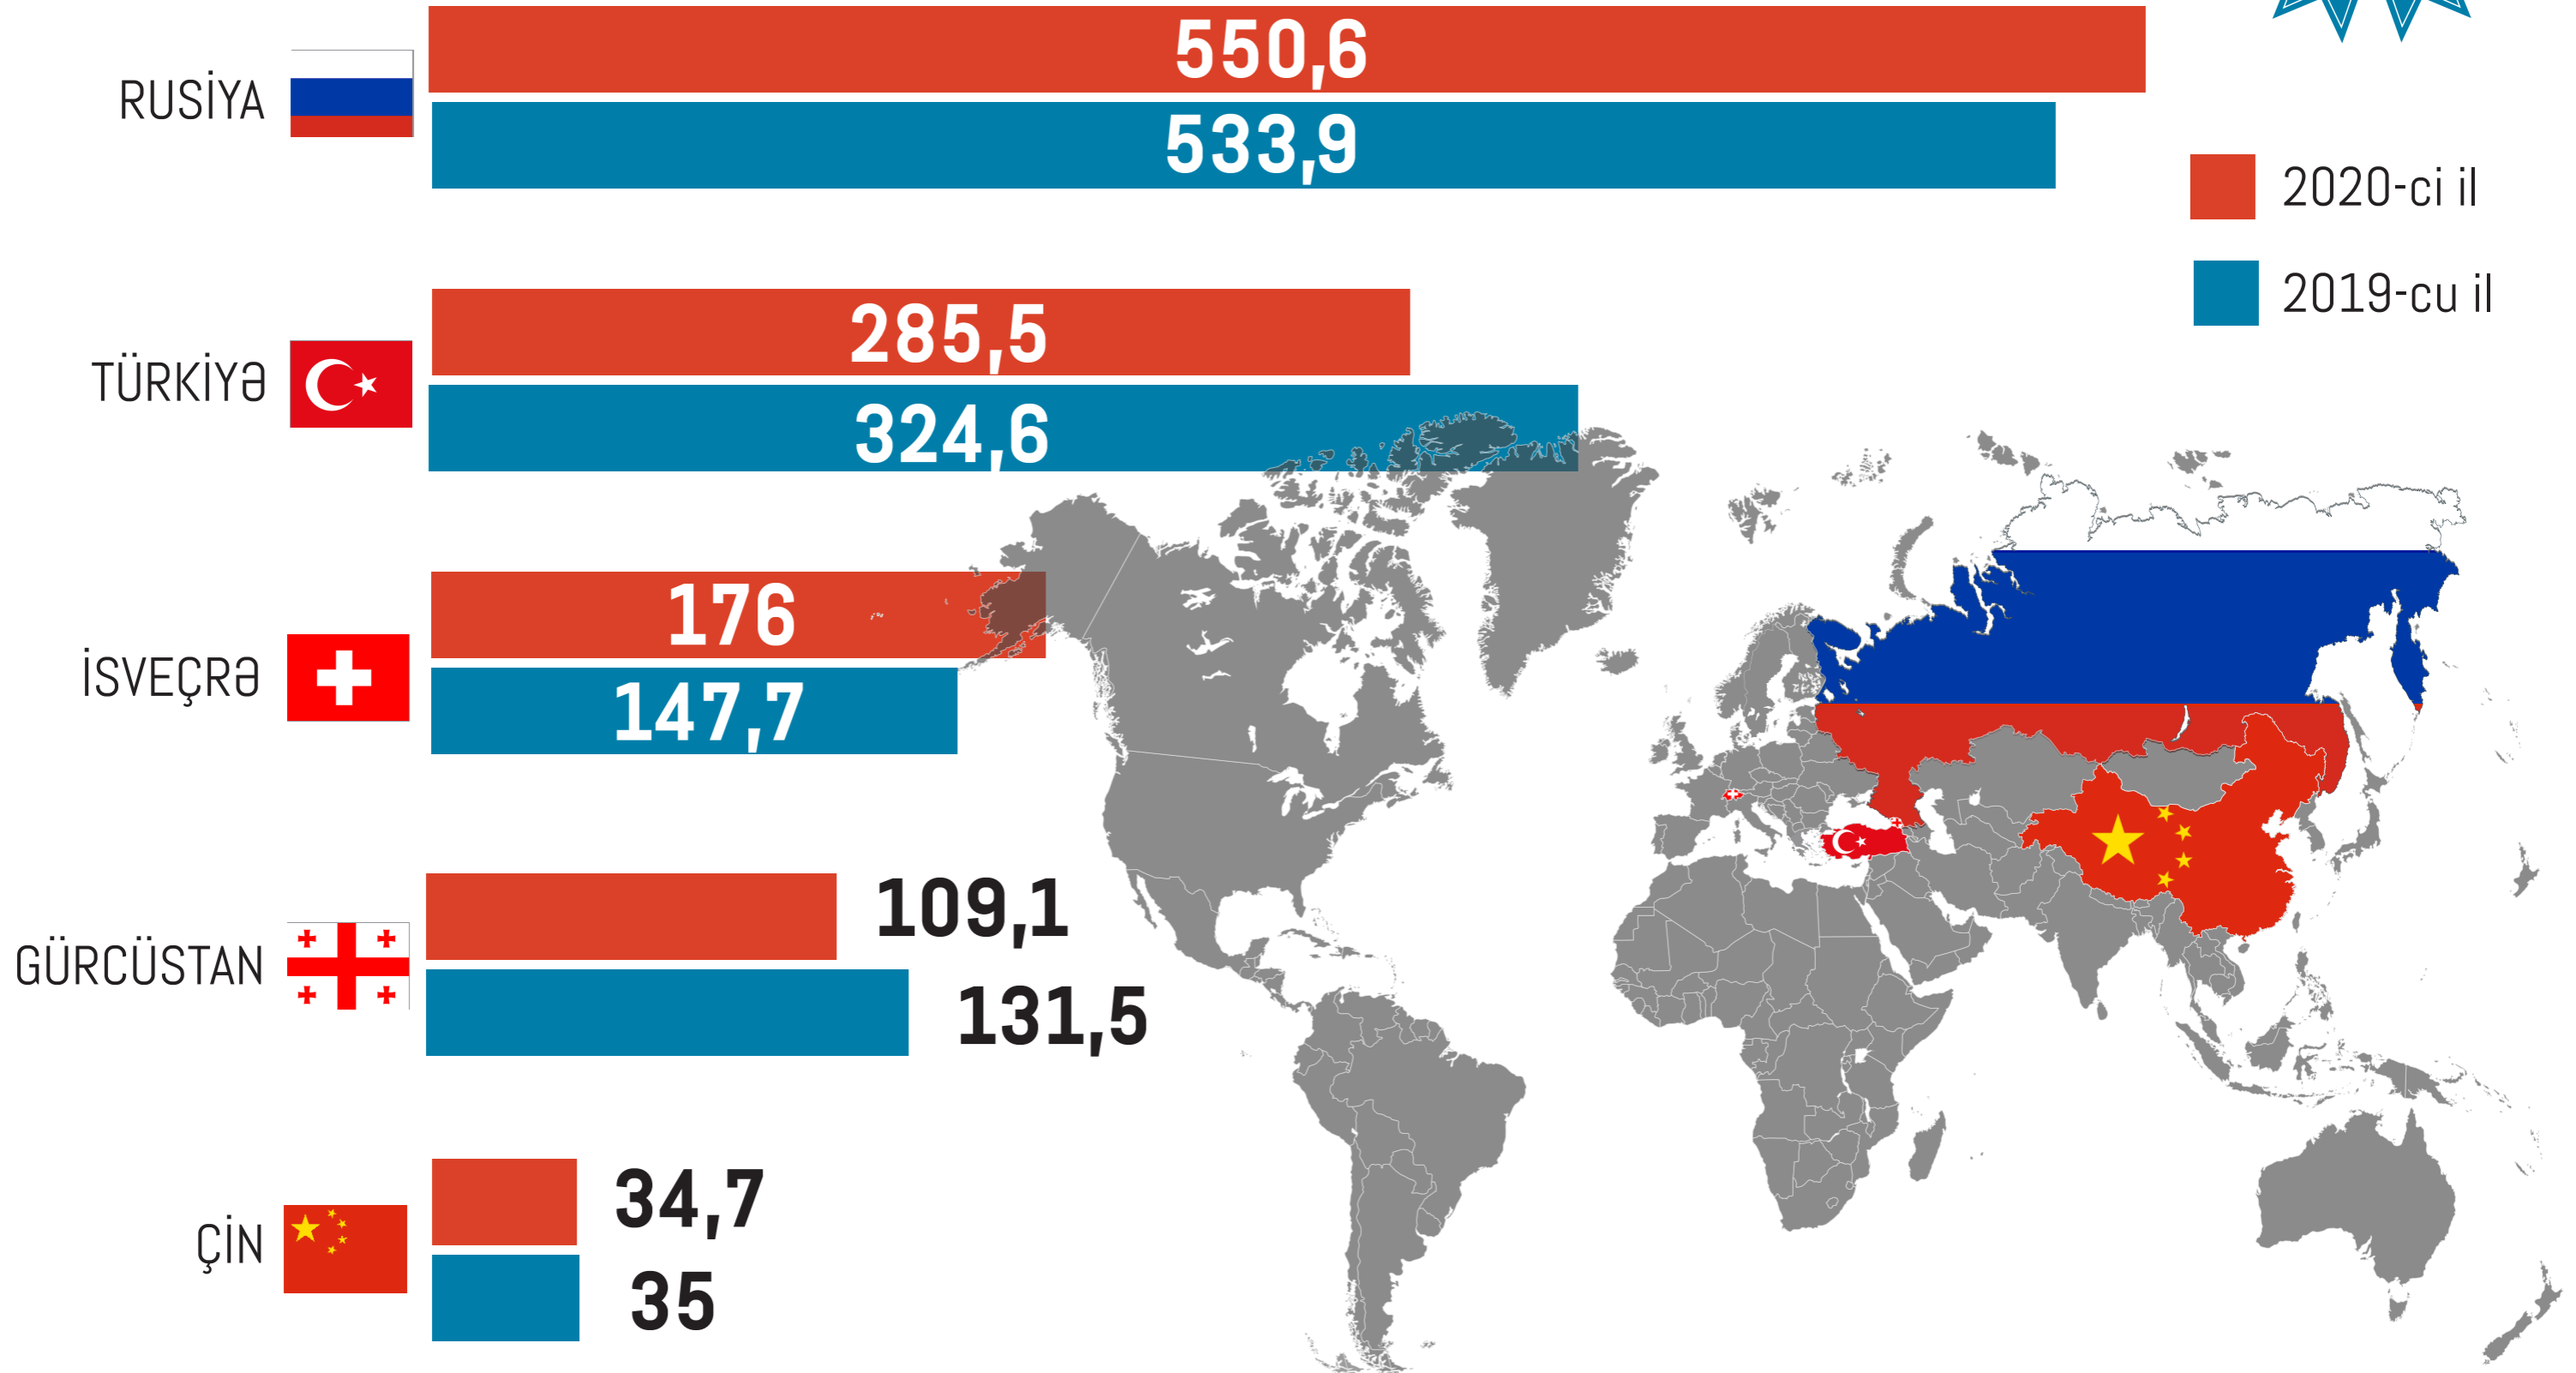 550,6
RUSİYA
533,9
2020-ci il
2019-cu il
285,5
TÜRKİYƏ
324,6
176
İSVEÇRƏ
147,7
109,1
GÜRCÜSTAN
131,5
34,7
ÇİN
35